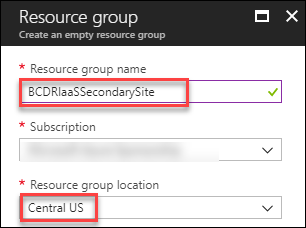 Resource group
Create an empty resource group
* Resource group name
BCDRIaaSSecondarySite
* Subscription
* Resource group location
Central US